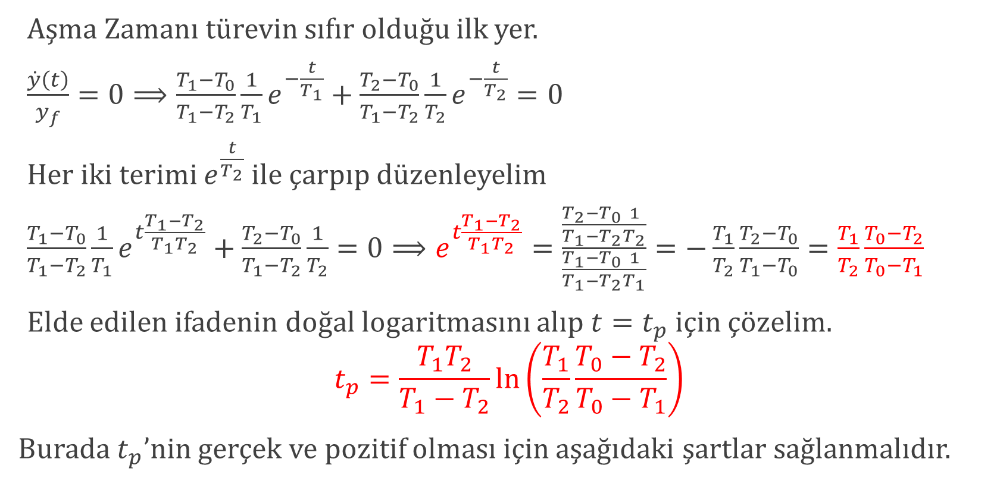 Aşma Zamanı türevin sıfır olduğu ilk yer.
$\frac{\dot{y}(t)}{y_f} = 0 \Longrightarrow \frac{T_1-T_0}{T_1-T_2}\frac{1}{T_1}e^{-\frac{t}{T_1}} + \frac{T_2-T_0}{T_1-T_2}\frac{1}{T_2}e^{-\frac{t}{T_2}} = 0$
Her iki terimi $e^{\frac{t}{T_2}}$ ile çarpıp düzenleyelim
$\frac{T_1-T_0}{T_1-T_2}\frac{1}{T_1}e^{t\frac{T_1-T_2}{T_1T_2}} + \frac{T_2-T_0}{T_1-T_2}\frac{1}{T_2} = 0 \Longrightarrow e^{t\frac{T_1-T_2}{T_1T_2}} = \frac{\frac{T_2-T_0}{T_1-T_2}\frac{1}{T_2}}{\frac{T_1-T_0}{T_1-T_2}\frac{1}{T_1}} = -\frac{T_1}{T_2}\frac{T_2-T_0}{T_1-T_0} = \frac{T_1}{T_2}\frac{T_0-T_2}{T_0-T_1}$
Elde edilen ifadenin doğal logaritmasını alıp $t = t_p$ için çözelim.
$t_p = \frac{T_1T_2}{T_1-T_2}\ln\left(\frac{T_1}{T_2}\frac{T_0-T_2}{T_0-T_1}\right)$
Burada $t_p$’nin gerçek ve pozitif olması için aşağıdaki şartlar sağlanmalıdır.